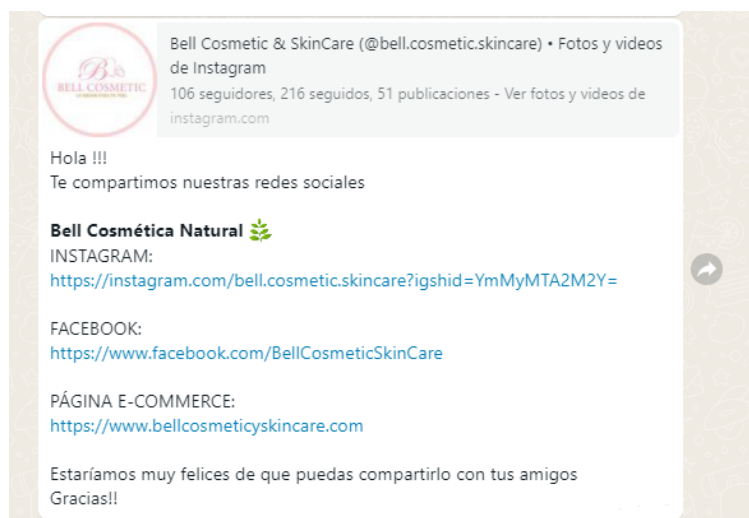 Bell Cosmetic & SkinCare (@bell.cosmetic.skincare) • Fotos y videos
de Instagram
106 seguidores, 216 seguidos, 51 publicaciones - Ver fotos y videos de
instagram.com
BELL COSMETIC
Hola !!!
Te compartimos nuestras redes sociales
Bell Cosmética Natural 🌿
INSTAGRAM:
https://instagram.com/bell.cosmetic.skincare?igshid=YmMyMTA2M2Y=
FACEBOOK:
https://www.facebook.com/BellCosmeticSkinCare
PÁGINA E-COMMERCE:
https://www.bellcosmeticyskincare.com
Estaríamos muy felices de que puedas compartirlo con tus amigos
Gracias!!